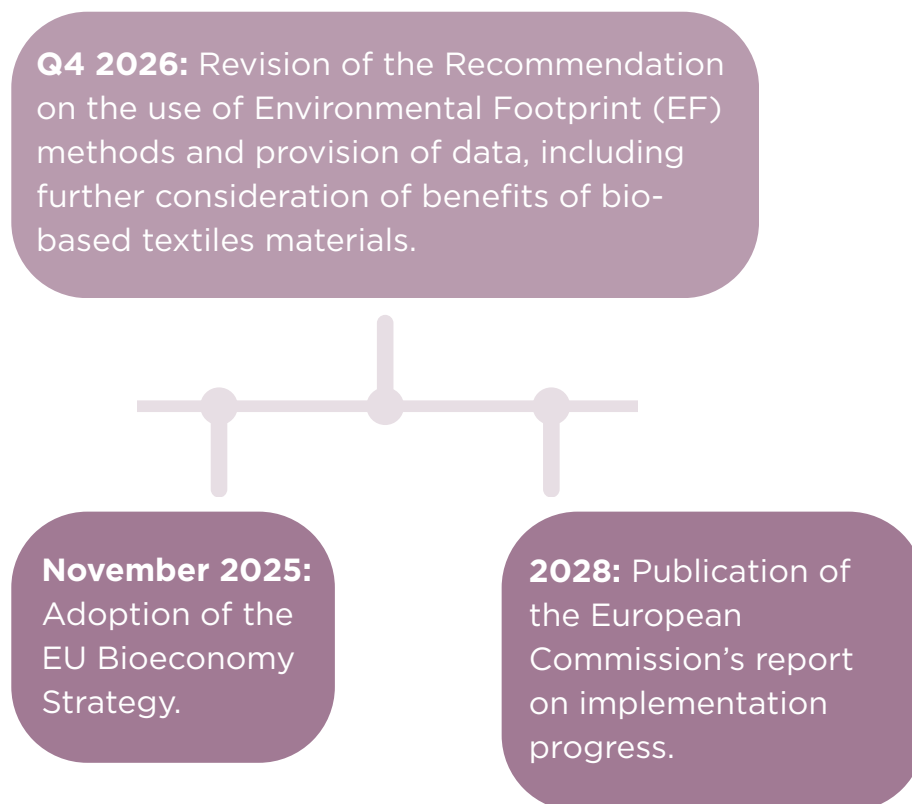 Q4 2026: Revision of the Recommendation
on the use of Environmental Footprint (EF)
methods and provision of data, including
further consideration of benefits of bio-
based textiles materials.
November 2025:
Adoption of the
EU Bioeconomy
Strategy.
2028: Publication of
the European
Commission’s report
on implementation
progress.